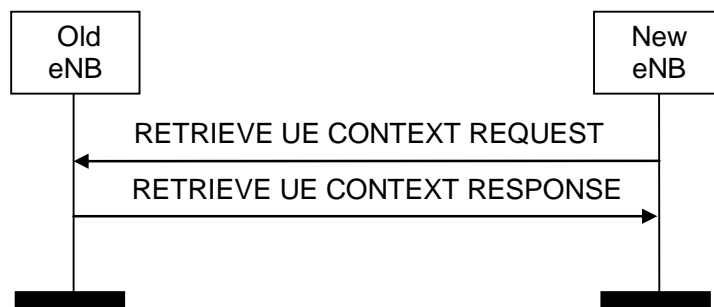 Old
eNB
New
eNB
RETRIEVE UE CONTEXT REQUEST
RETRIEVE UE CONTEXT RESPONSE